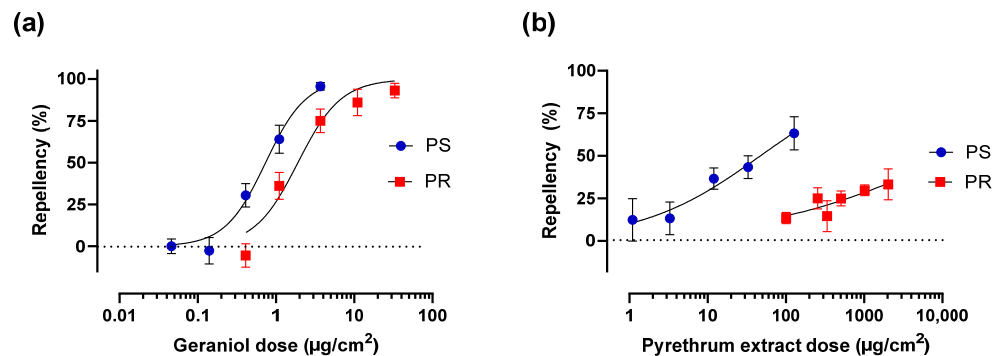 (a)
100
75
50
25
0
Repellency (%)
PS
PR
0.01 0.1 1 10 100
Geraniol dose (µg/cm²)
(b)
100
75
50
25
0
Repellency (%)
PS
PR
1 10 100 1000 10,000
Pyrethrum extract dose (µg/cm²)